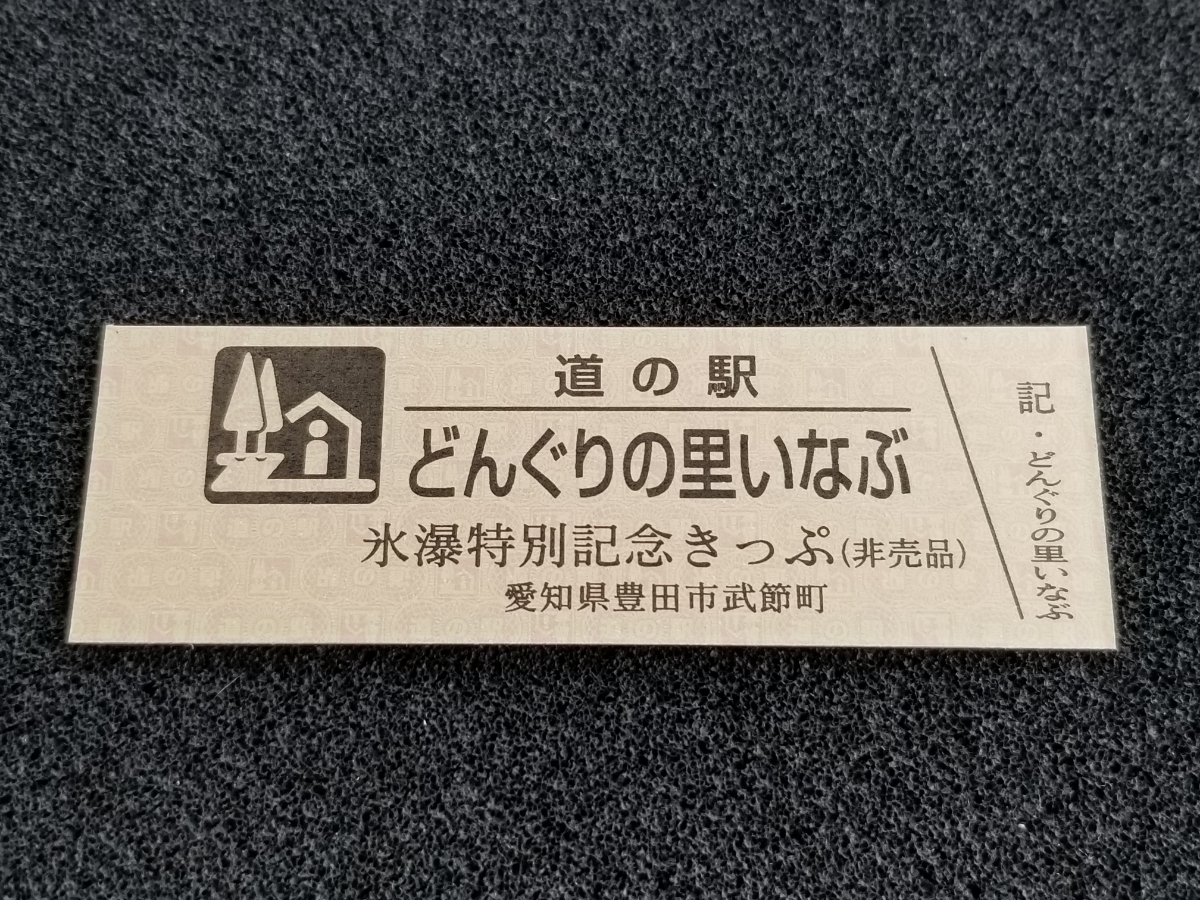 道の駅
どんぐりの里いなぶ
氷瀑特別記念きっぷ(非売品)
愛知県豊田市武節町
記・どんぐりの里いなぶ